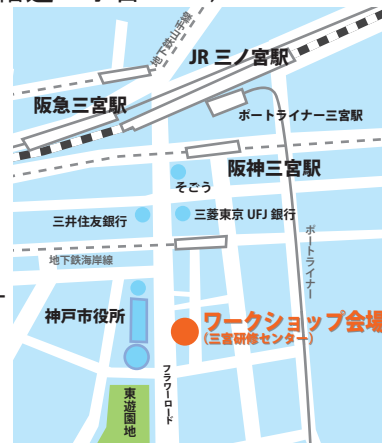 地下鉄山手線
JR 三ノ宮駅
阪急三宮駅
ポートライナー三宮駅
阪神三宮駅
そごう
三井住友銀行
三菱東京 UFJ 銀行
ポートライナー
地下鉄海岸線
神戸市役所
ワークショップ会場
(三宮研修センター)
フラワーロード
東遊園地